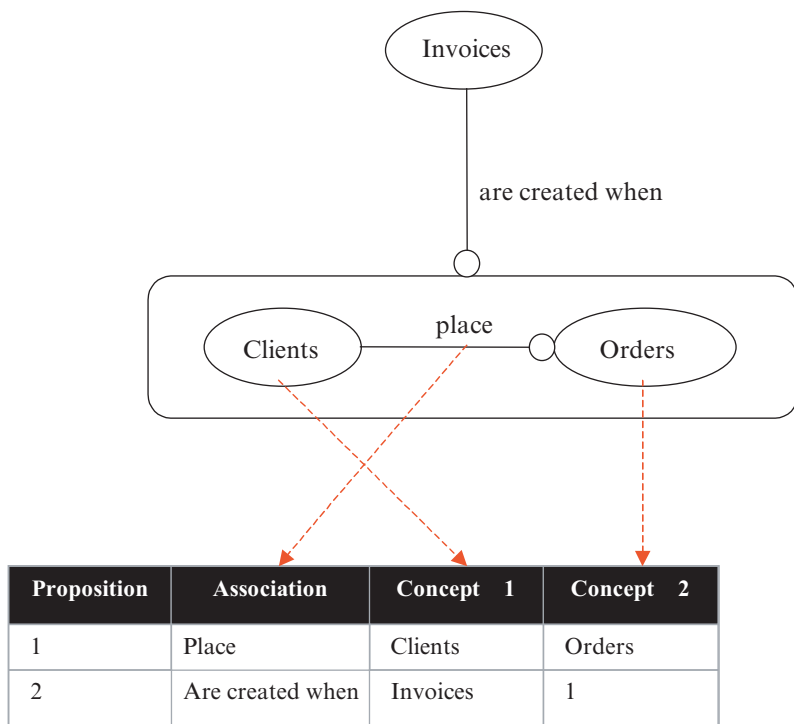 Invoices
are created when
place
Clients
Orders
Proposition Association Concept 1 Concept 2
1 Place Clients Orders
2 Are created when Invoices 1